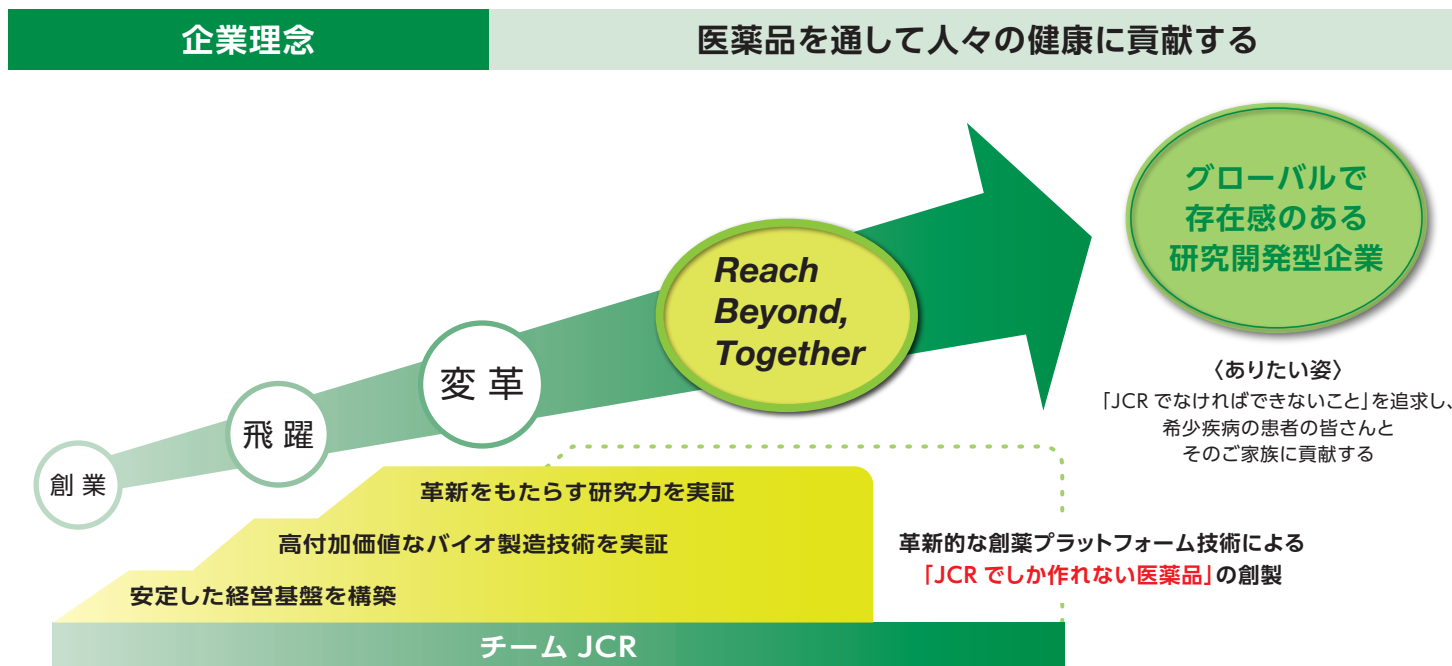 企業理念
医薬品を通して人々の健康に貢献する
グローバルで
存在感のある
研究開発型企業
Reach
Beyond,
Together
変革
飛躍
創業
〈ありたい姿〉
「JCR でなければできないこと」を追求し、
希少疾病の患者の皆さんと
そのご家族に貢献する
革新をもたらす研究力を実証
高付加価値なバイオ製造技術を実証
安定した経営基盤を構築
革新的な創薬プラットフォーム技術による
「JCR でしか作れない医薬品」の創製
チーム JCR